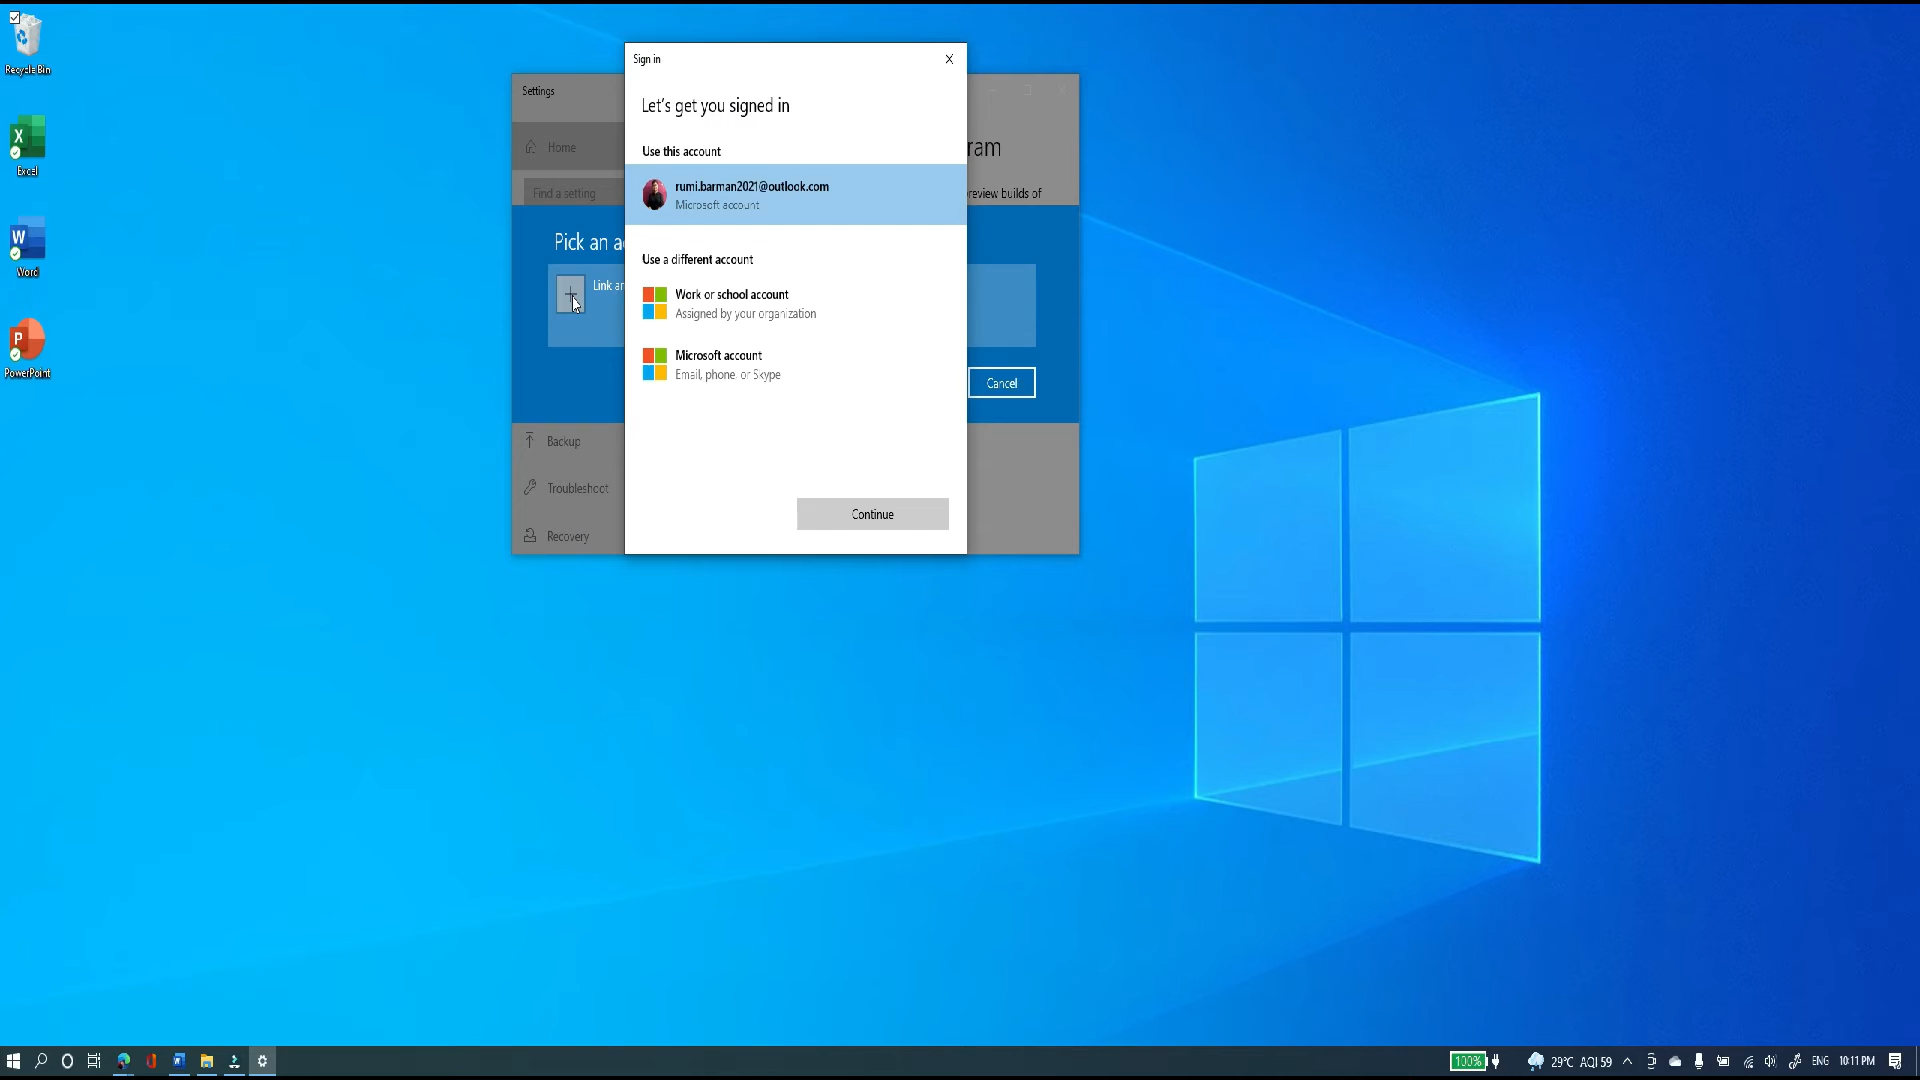 Recycle Bin
Excel
Word
PowerPoint
Settings
Home
Find a setting
ram
review builds of
Pick an a
Link ar
Cancel
Backup
Troubleshoot
Recovery
Sign in
Let's get you signed in
Use this account
rumi.barman2021@outlook.com
Microsoft account
Use a different account
Work or school account
Assigned by your organization
Microsoft account
Email, phone, or Skype
Continue
100%
29°C AQI 59
ENG
10:11 PM